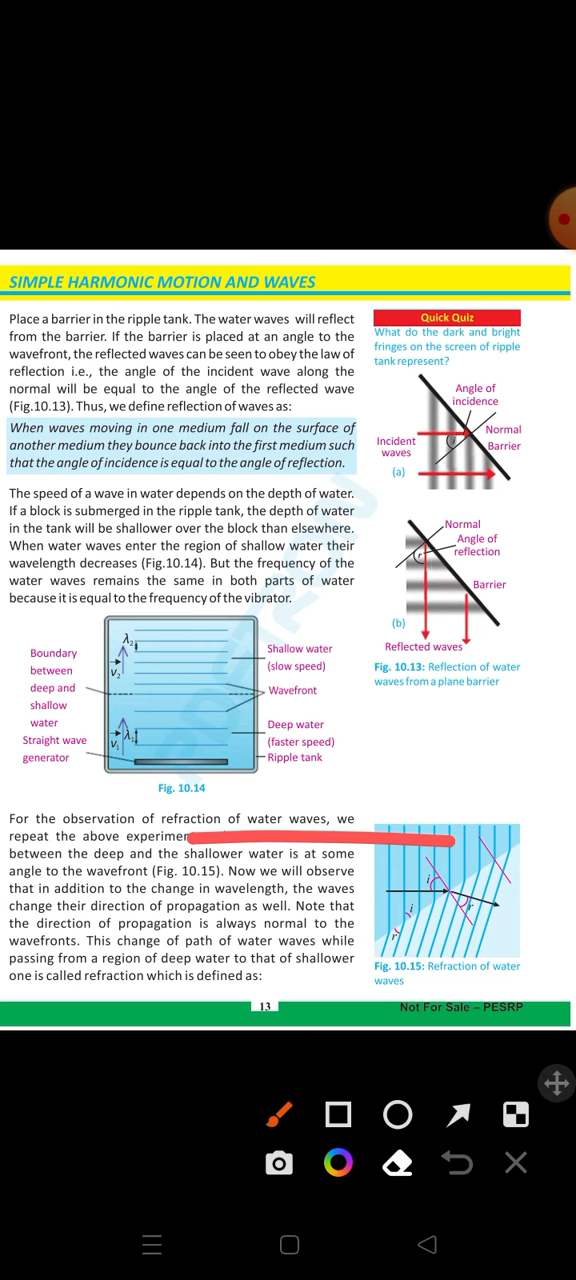 SIMPLE HARMONIC MOTION AND WAVES
Place a barrier in the ripple tank. The water waves will reflect
from the barrier. If the barrier is placed at an angle to the
wavefront, the reflected waves can be seen to obey the law of
reflection i.e., the angle of the incident wave along the
normal will be equal to the angle of the reflected wave
(Fig.10.13). Thus, we define reflection of waves as:
When waves moving in one medium fall on the surface of
another medium they bounce back into the first medium such
that the angle of incidence is equal to the angle of reflection.
The speed of a wave in water depends on the depth of water.
If a block is submerged in the ripple tank, the depth of water
in the tank will be shallower over the block than elsewhere.
When water waves enter the region of shallow water their
wavelength decreases (Fig.10.14). But the frequency of the
water waves remains the same in both parts of water
because it is equal to the frequency of the vibrator.
Boundary
between
deep and
shallow
water
Straight wave
generator
λ₂
v₂
λ₁
v₁
Shallow water
(slow speed)
Wavefront
Deep water
(faster speed)
Ripple tank
Fig. 10.14
For the observation of refraction of water waves, we
repeat the above experimen
between the deep and the shallower water is at some
angle to the wavefront (Fig. 10.15). Now we will observe
that in addition to the change in wavelength, the waves
change their direction of propagation as well. Note that
the direction of propagation is always normal to the
wavefronts. This change of path of water waves while
passing from a region of deep water to that of shallower
one is called refraction which is defined as:
Quick Quiz
What do the dark and bright
fringes on the screen of ripple
tank represent?
Angle of
incidence
Normal
Barrier
Incident
waves
i
(a)
Normal
Angle of
reflection
r
Barrier
(b)
Reflected waves
Fig. 10.13: Reflection of water
waves from a plane barrier
i
r
i
r
Fig. 10.15: Refraction of water
waves
13
Not For Sale – PESRP